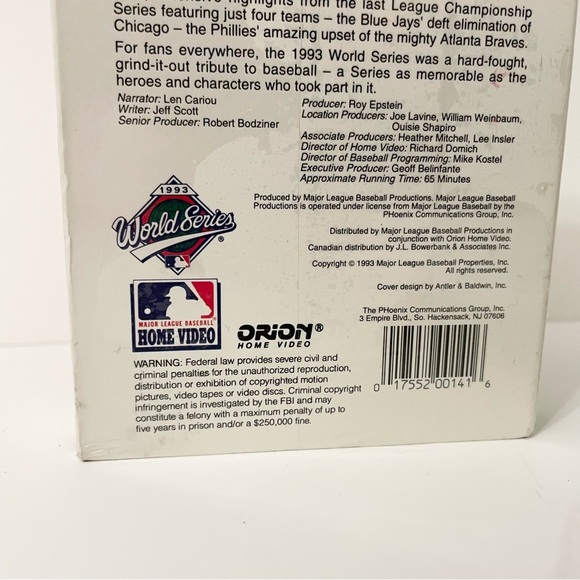 highlights from the last League Championship
Series featuring just four teams – the Blue Jays' deft elimination of
Chicago – the Phillies' amazing upset of the mighty Atlanta Braves.
For fans everywhere, the 1993 World Series was a hard-fought,
grind-it-out tribute to baseball – a Series as memorable as the
heroes and characters who took part in it.
Narrator: Len Cariou
Writer: Jeff Scott
Senior Producer: Robert Bodziner
Producer: Roy Epstein
Location Producers: Joe Lavine, William Weinbaum,
Ouisie Shapiro
Associate Producers: Heather Mitchell, Lee Insler
Director of Home Video: Richard Domich
Director of Baseball Programming: Mike Kostel
Executive Producer: Geoff Belinfante
Approximate Running Time: 65 Minutes
Produced by Major League Baseball Productions. Major League Baseball
Productions is operated under license from Major League Baseball by the
PHoenix Communications Group, Inc.
Distributed by Major League Baseball Productions in
conjunction with Orion Home Video.
Canadian distribution by J.L. Bowerbank & Associates Inc.
Copyright © 1993 Major League Baseball Properties, Inc.
All rights reserved.
Cover design by Antler & Baldwin, Inc.
The PHoenix Communications Group, Inc.
3 Empire Blvd., So. Hackensack, NJ 07606
1993
World Series ®
MAJOR LEAGUE BASEBALL
HOME VIDEO
ORION®
HOME VIDEO
WARNING: Federal law provides severe civil and
criminal penalties for the unauthorized reproduction,
distribution or exhibition of copyrighted motion
pictures, video tapes or video discs. Criminal copyright
infringement is investigated by the FBI and may
constitute a felony with a maximum penalty of up to
five years in prison and/or a $250,000 fine.
0 17552 00141 6